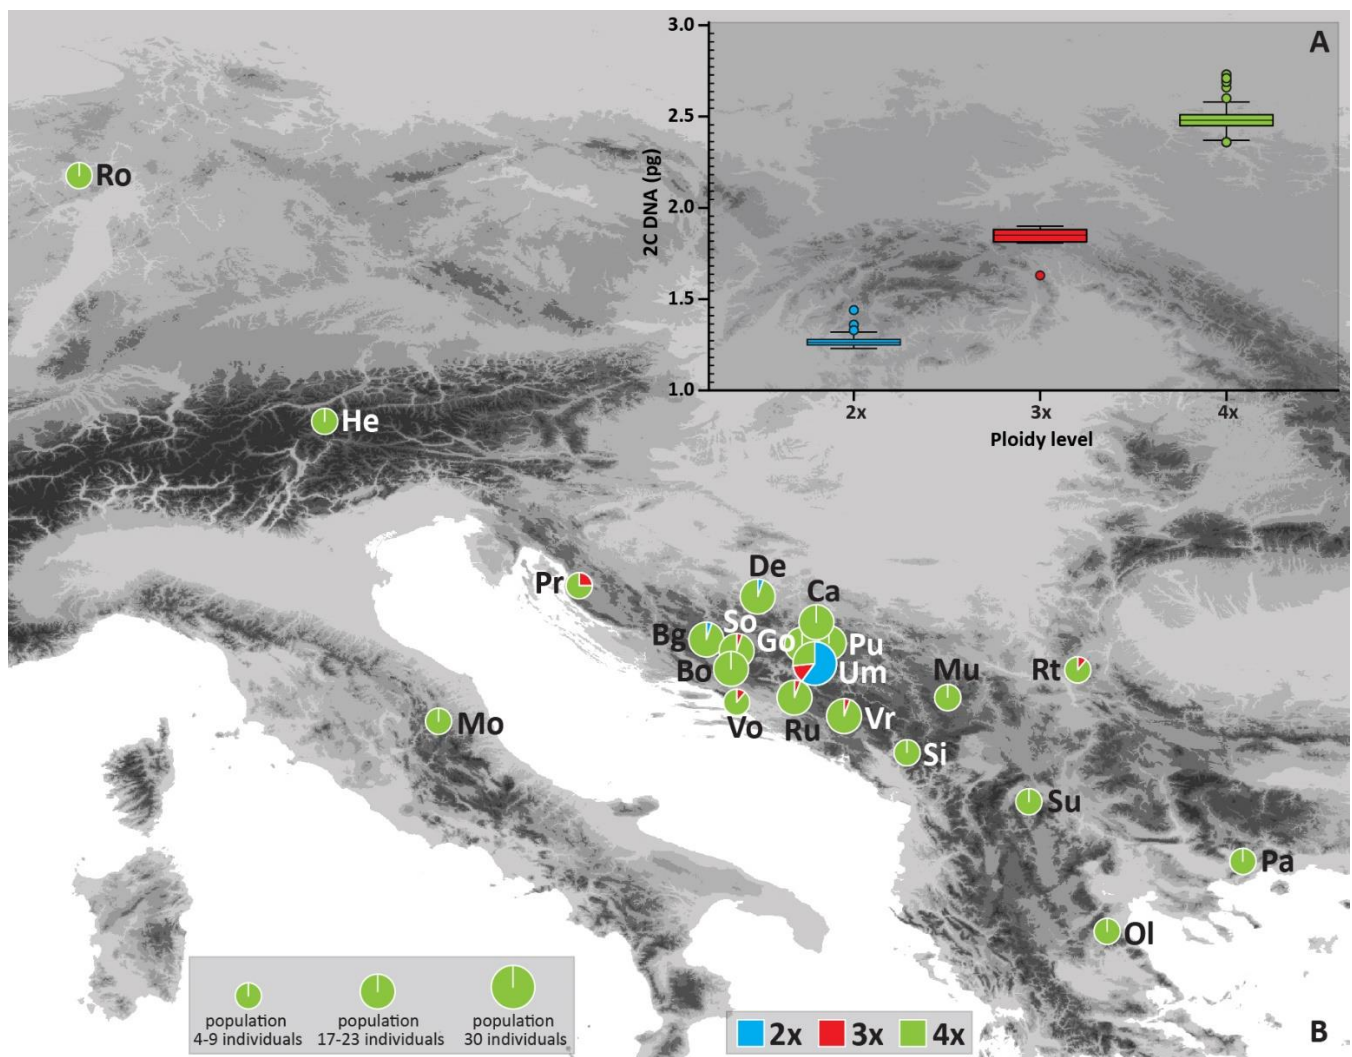 A
3.0
2.5
2.0
1.5
1.0
2C DNA (pg)
2x 3x 4x
Ploidy level
Ro
He
De
Ca
Pr
So
Bg
Go
Pu
Bo
Um
Mu
Rt
Vo
Ru
Vr
Mo
Si
Su
Pa
Ol
population
4-9 individuals
population
17-23 individuals
population
30 individuals
2x 3x 4x
B